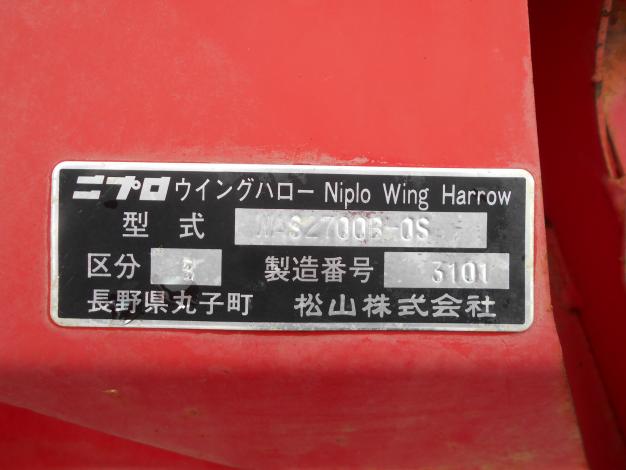 ニプロ ウイングハロー Niplo Wing Harrow
型式 WAS2700B-0S
区分 3 製造番号 3101
長野県丸子町 松山株式会社